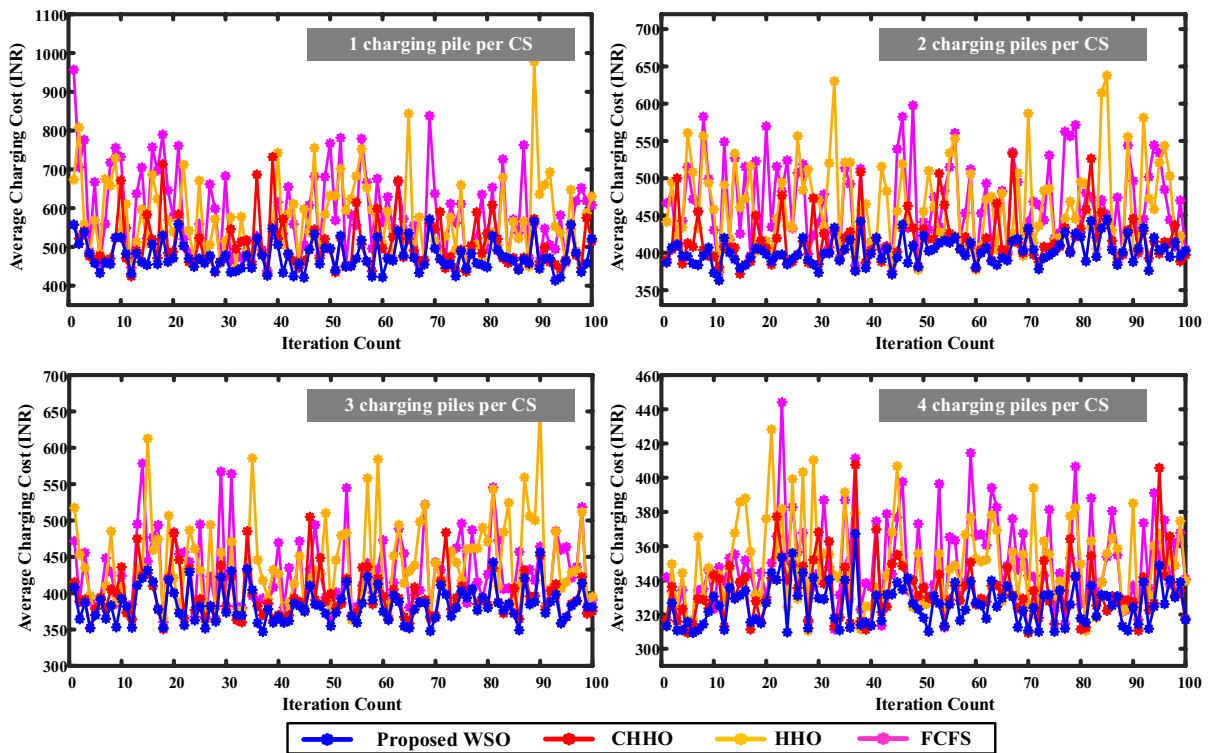 1100
1000
900
800
700
600
500
400
Average Charging Cost (INR)
1 charging pile per CS
0 10 20 30 40 50 60 70 80 90 100
Iteration Count
700
650
600
550
500
450
400
350
Average Charging Cost (INR)
2 charging piles per CS
0 10 20 30 40 50 60 70 80 90 100
Iteration Count
700
650
600
550
500
450
400
350
300
Average Charging Cost (INR)
3 charging piles per CS
0 10 20 30 40 50 60 70 80 90 100
Iteration Count
460
440
420
400
380
360
340
320
300
Average Charging Cost (INR)
4 charging piles per CS
0 10 20 30 40 50 60 70 80 90 100
Iteration Count
Proposed WSO CHHO HHO FCFS